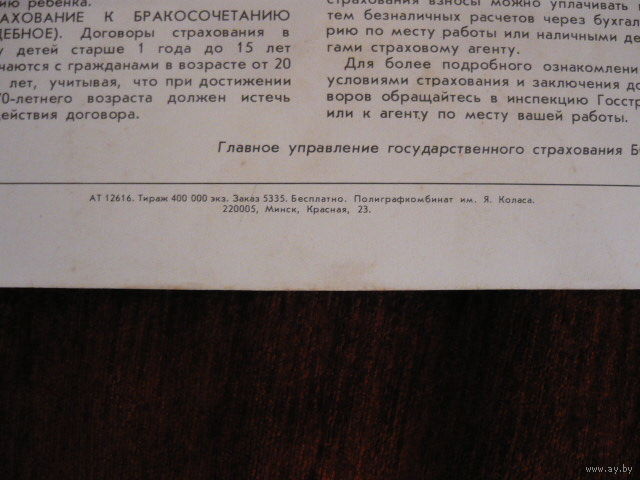 ию ребенка.
АХОВАНИЕ К БРАКОСОЧЕТАНИЮ
ДЕБНОЕ). Договоры страхования в
у детей старше 1 года до 15 лет
чаются с гражданами в возрасте от 20
лет, учитывая, что при достижении
0-летнего возраста должен истечь
ействия договора.
страхования взносы можно уплачивать
тем безналичных расчетов через бухгал
рию по месту работы или наличными де
гами страховому агенту.
Для более подробного ознакомлени
условиями страхования и заключения до
воров обращайтесь в инспекцию Госстр
или к агенту по месту вашей работы.
Главное управление государственного страхования Б
АТ 12616. Тираж 400 000 экз. Заказ 5335. Бесплатно. Полиграфкомбинат им. Я. Коласа.
220005, Минск, Красная, 23.
www.ay.by